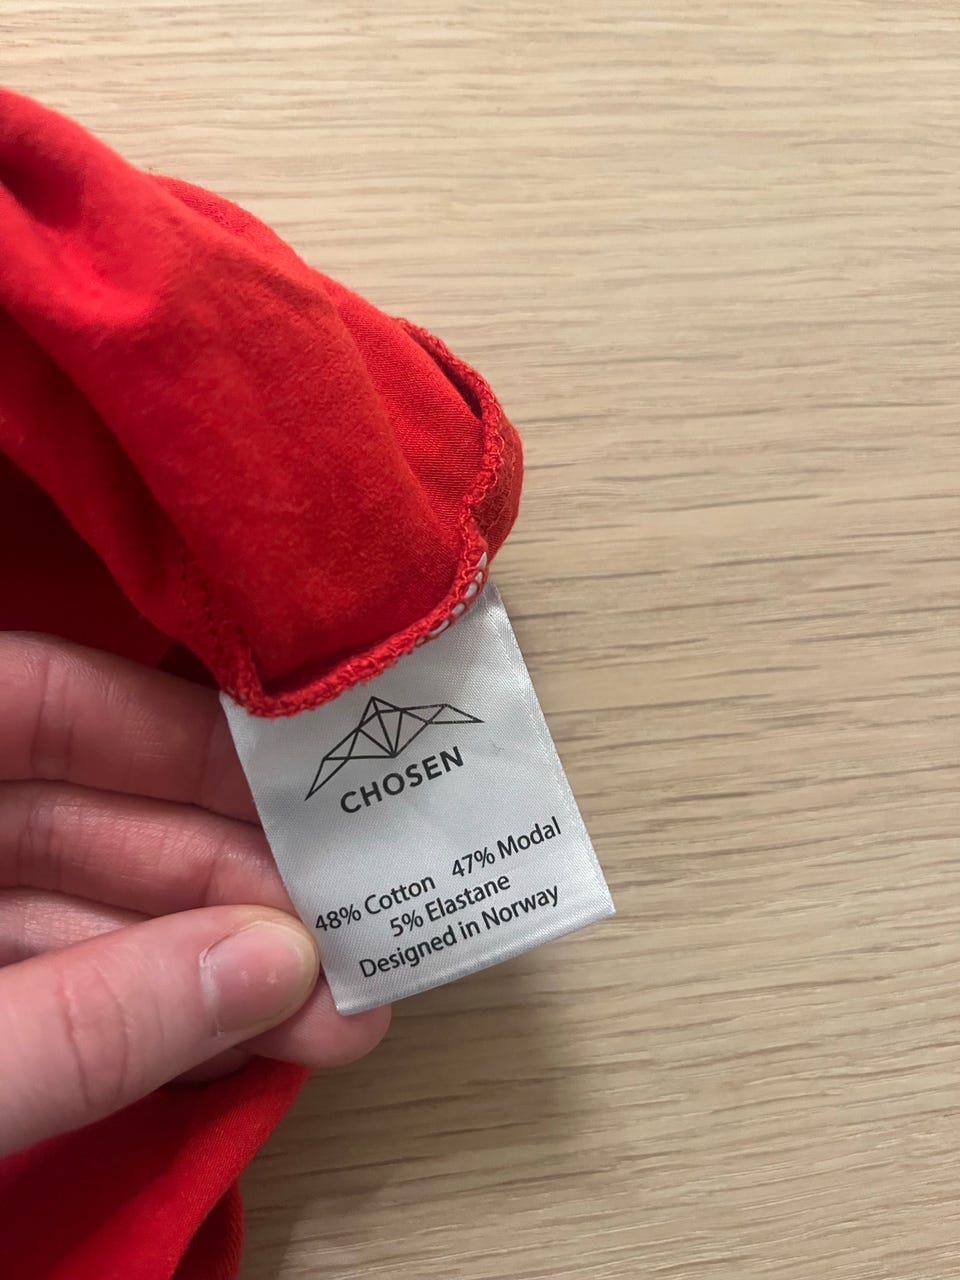 CHOSEN
48% Cotton 47% Modal
5% Elastane
Designed in Norway